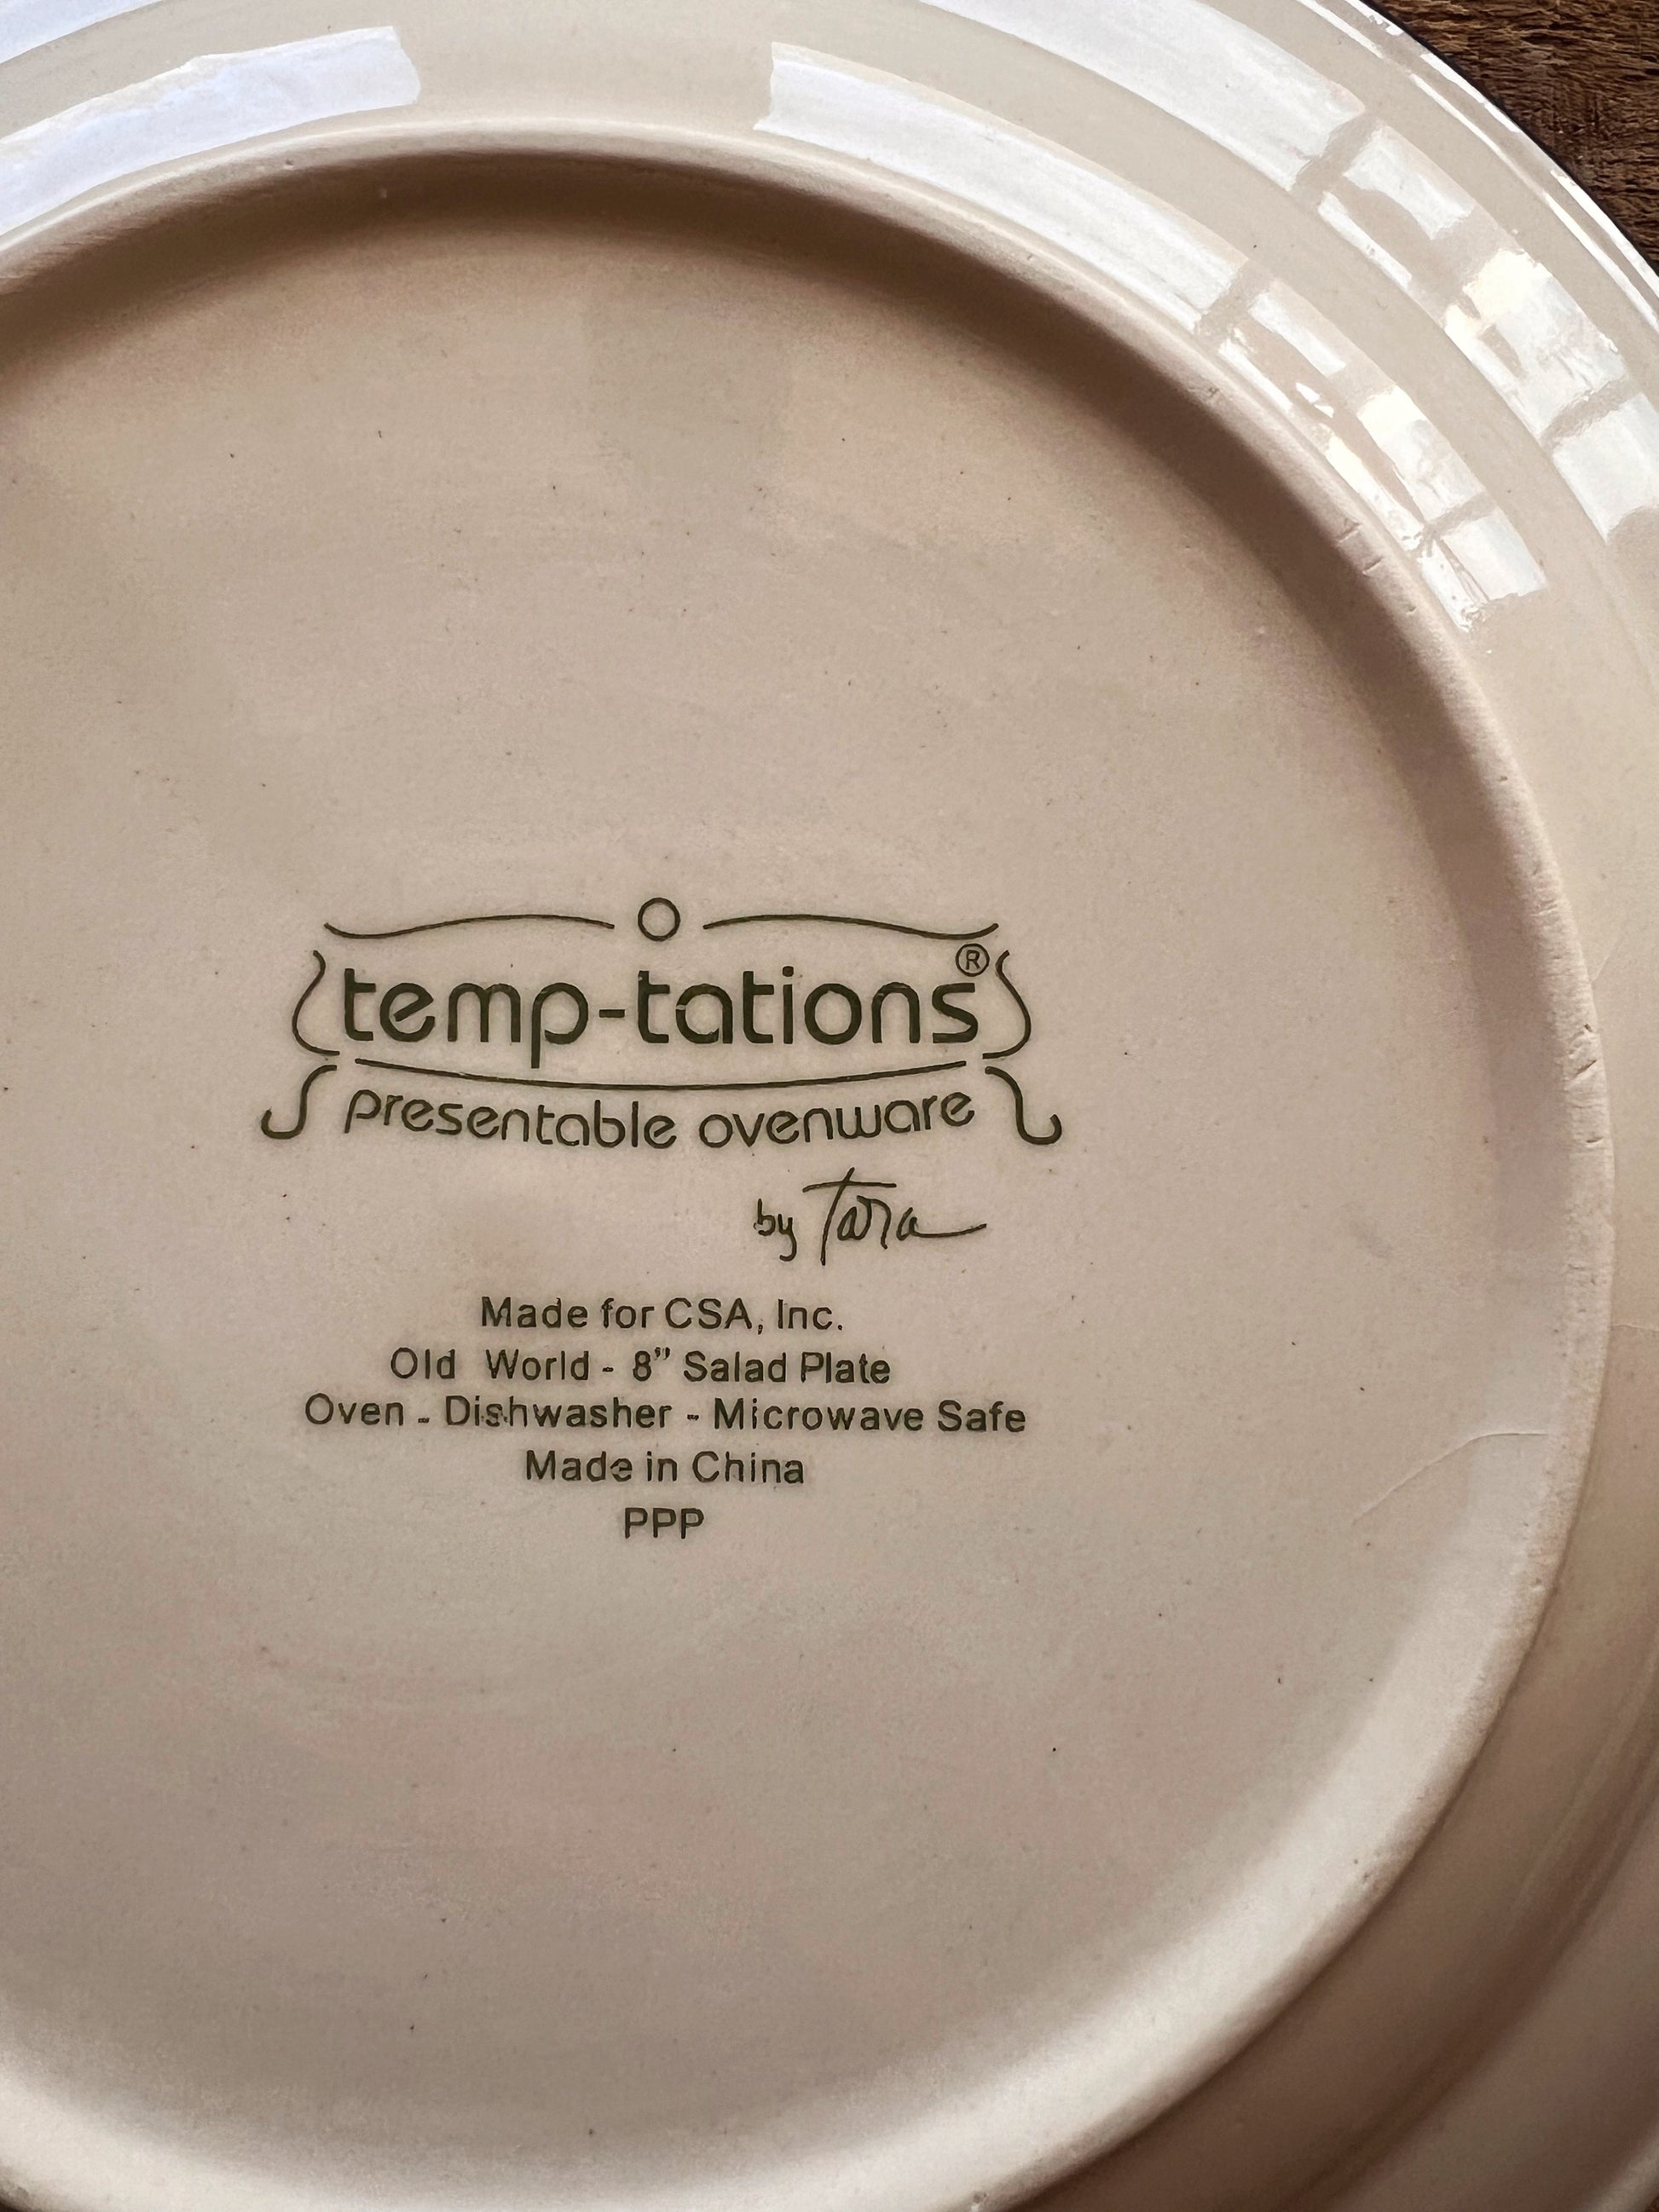 temp-tations®
presentable ovenware
by Tara
Made for CSA, Inc.
Old World - 8” Salad Plate
Oven - Dishwasher - Microwave Safe
Made in China
PPP